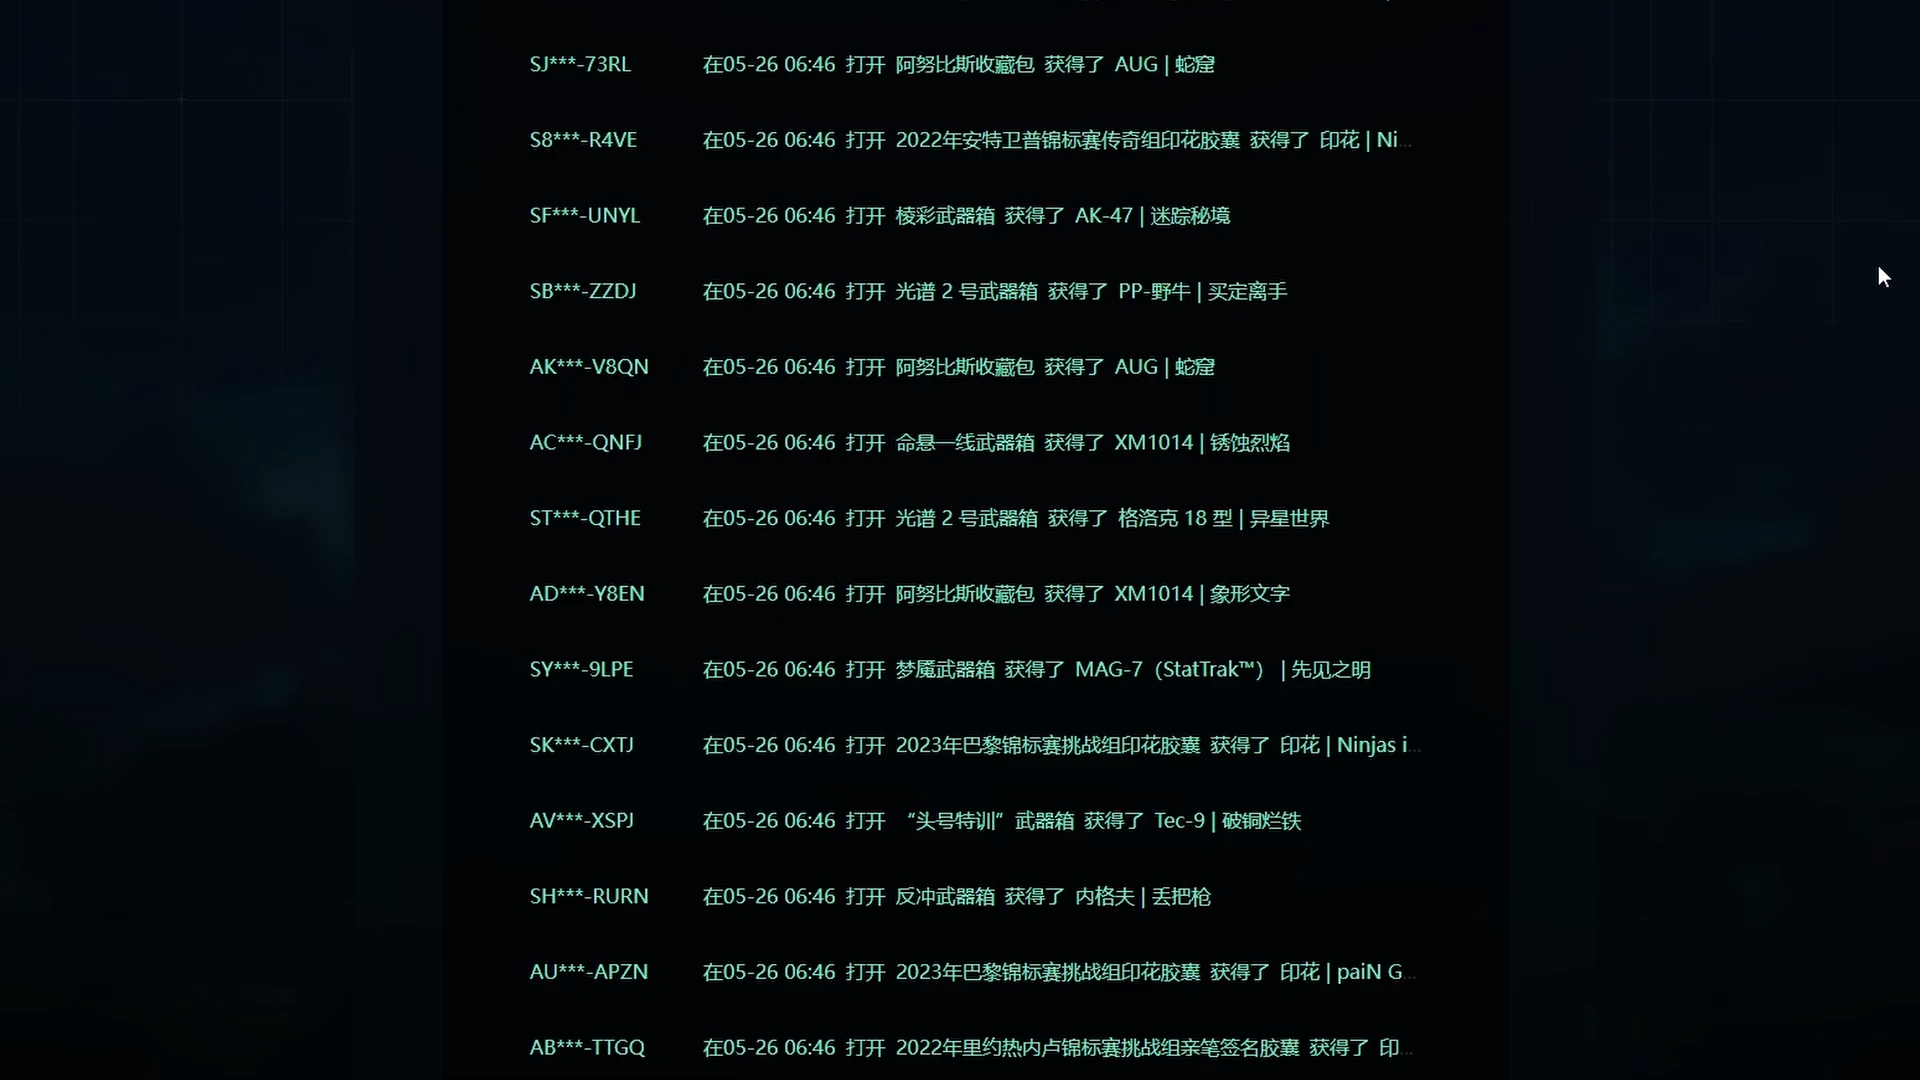 SJ***-73RL 在05-26 06:46 打开 阿努比斯收藏包 获得了 AUG | 蛇窟
S8***-R4VE 在05-26 06:46 打开 2022年安特卫普锦标赛传奇组印花胶囊 获得了 印花 | Ni...
SF***-UNYL 在05-26 06:46 打开 棱彩武器箱 获得了 AK-47 | 迷踪秘境
SB***-ZZDJ 在05-26 06:46 打开 光谱 2 号武器箱 获得了 PP-野牛 | 买定离手
AK***-V8QN 在05-26 06:46 打开 阿努比斯收藏包 获得了 AUG | 蛇窟
AC***-QNFJ 在05-26 06:46 打开 命悬一线武器箱 获得了 XM1014 | 锈蚀烈焰
ST***-QTHE 在05-26 06:46 打开 光谱 2 号武器箱 获得了 格洛克 18 型 | 异星世界
AD***-Y8EN 在05-26 06:46 打开 阿努比斯收藏包 获得了 XM1014 | 象形文字
SY***-9LPE 在05-26 06:46 打开 梦魇武器箱 获得了 MAG-7（StatTrak™） | 先见之明
SK***-CXTJ 在05-26 06:46 打开 2023年巴黎锦标赛挑战组印花胶囊 获得了 印花 | Ninjas i...
AV***-XSPJ 在05-26 06:46 打开 “头号特训”武器箱 获得了 Tec-9 | 破铜烂铁
SH***-RURN 在05-26 06:46 打开 反冲武器箱 获得了 内格夫 | 丢把枪
AU***-APZN 在05-26 06:46 打开 2023年巴黎锦标赛挑战组印花胶囊 获得了 印花 | paiN G...
AB***-TTGQ 在05-26 06:46 打开 2022年里约热内卢锦标赛挑战组亲笔签名胶囊 获得了 印...